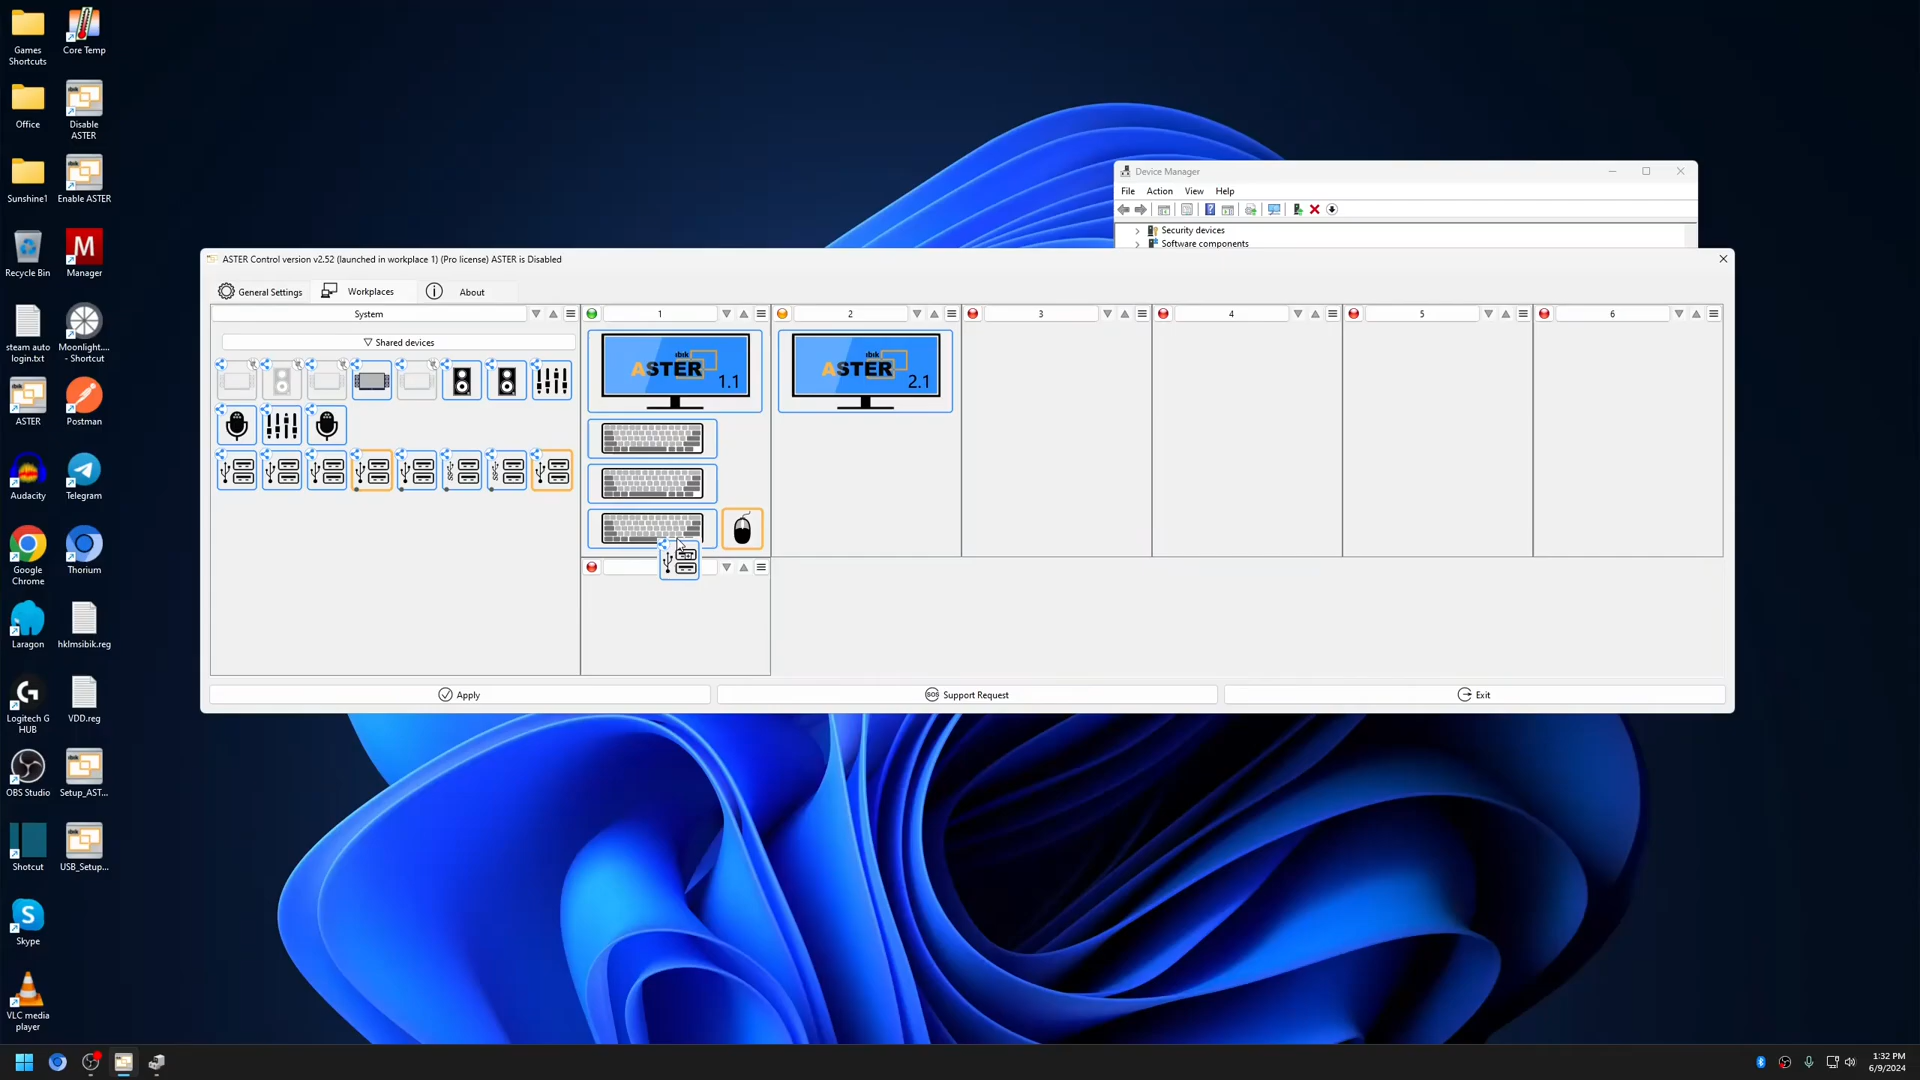 Games
Shortcuts
Core Temp
Office
Disable
ASTER
Sunshine1
Enable ASTER
Recycle Bin
M
Manager
steam auto
login.txt
Moonlight....
- Shortcut
ASTER
Postman
Audacity
Telegram
Google
Chrome
Thorium
Laragon
hklmsibik.reg
Logitech G
HUB
VDD.reg
OBS Studio
Setup_AST...
Shotcut
USB_Setup...
S
Skype
VLC media
player
Device Manager
File Action View Help
Security devices
Software components
ASTER Control version v2.52 (launched in workplace 1) (Pro license) ASTER is Disabled
General Settings
Workplaces
About
System
1
2
3
4
5
6
Shared devices
ibik
ASTER
1.1
ibik
ASTER
2.1
Apply
SOS
Support Request
Exit
1:32 PM
6/9/2024